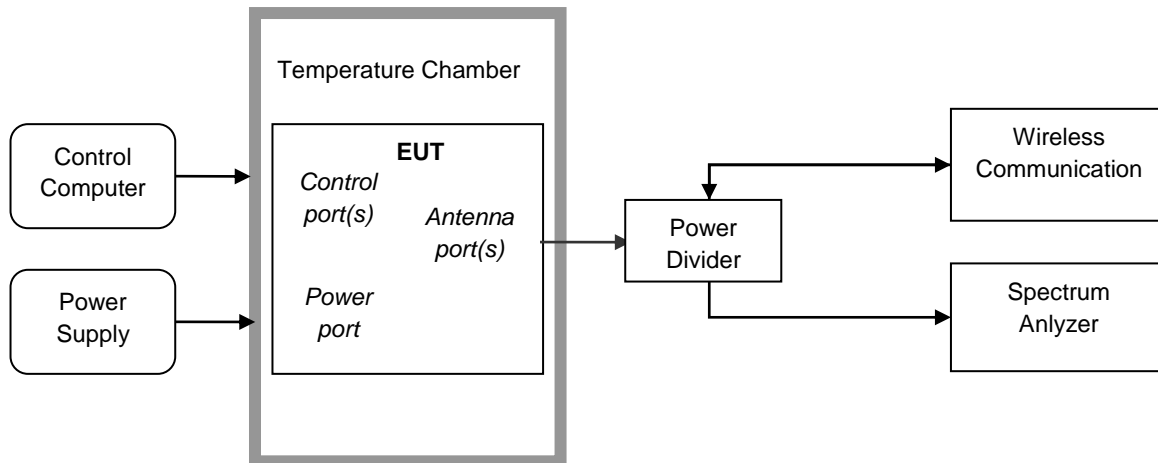 Temperature Chamber
Control
Computer
Power
Supply
EUT
Control
port(s)
Antenna
port(s)
Power
port
Power
Divider
Wireless
Communication
Spectrum
Anlyzer